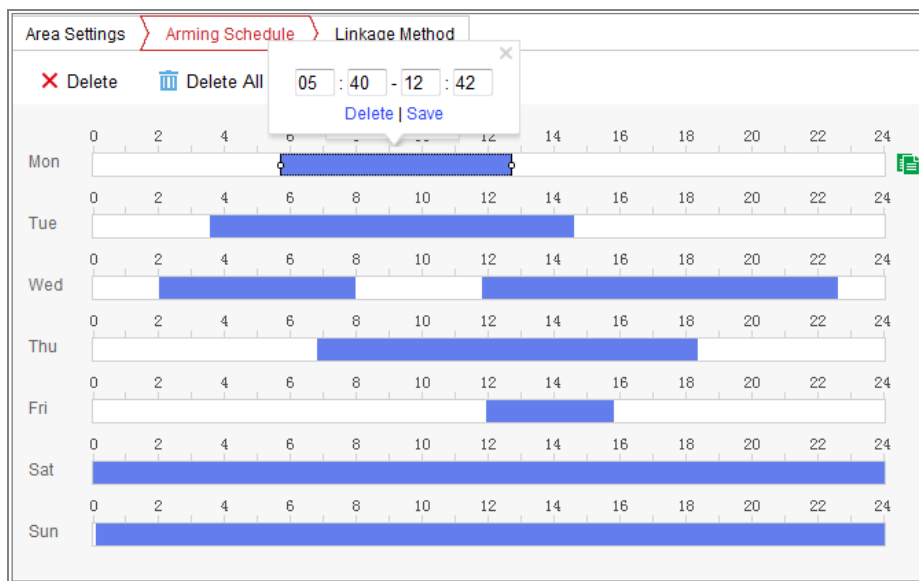 Area Settings Arming Schedule Linkage Method
×
Delete Delete All
05 : 40 - 12 : 42
Delete | Save
0 2 4 6 12 14 16 18 20 22 24
Mon
0 2 4 6 8 10 12 14 16 18 20 22 24
Tue
0 2 4 6 8 10 12 14 16 18 20 22 24
Wed
0 2 4 6 8 10 12 14 16 18 20 22 24
Thu
0 2 4 6 8 10 12 14 16 18 20 22 24
Fri
0 2 4 6 8 10 12 14 16 18 20 22 24
Sat
0 2 4 6 8 10 12 14 16 18 20 22 24
Sun